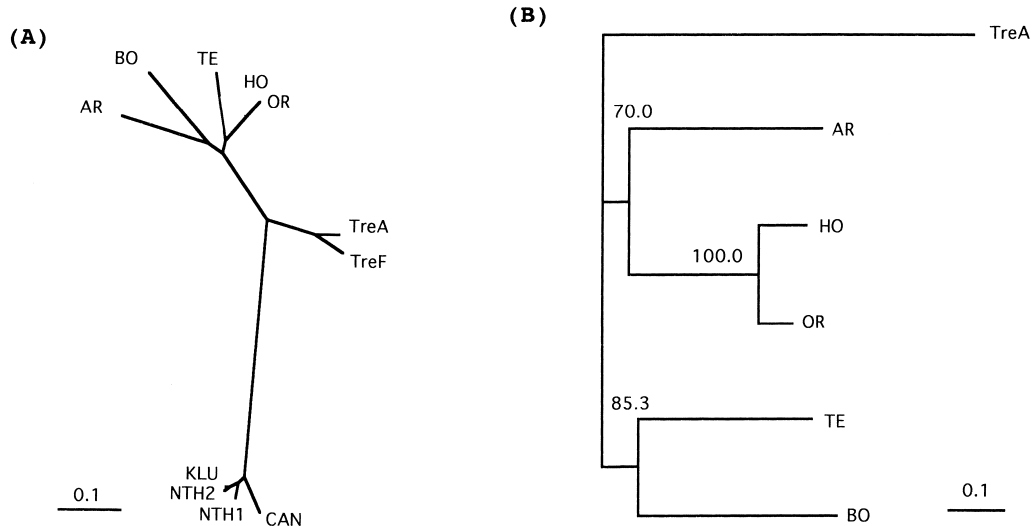 (A)
BO
TE
HO
OR
AR
TreA
TreF
KLU
NTH2
NTH1
CAN
0.1
(B)
TreA
70.0
AR
HO
100.0
OR
85.3
TE
BO
0.1